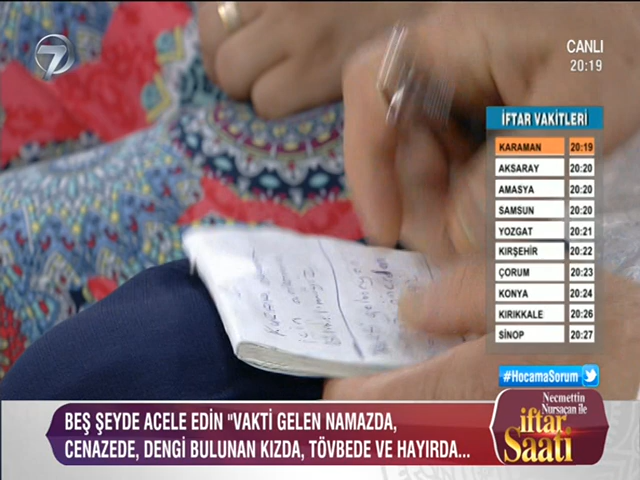 7
CANLI
20:19
İFTAR VAKİTLERİ
KARAMAN 20:19
AKSARAY 20:20
AMASYA 20:20
SAMSUN 20:20
YOZGAT 20:21
KIRŞEHİR 20:22
ÇORUM 20:23
KONYA 20:24
KIRIKKALE 20:26
SİNOP 20:27
#HocamaSorum
BEŞ ŞEYDE ACELE EDİN "VAKTİ GELEN NAMAZDA,
CENAZEDE, DENGİ BULUNAN KIZDA, TÖVBEDE VE HAYIRDA...
Necmettin
Nursaçan ile
iftar
Saati